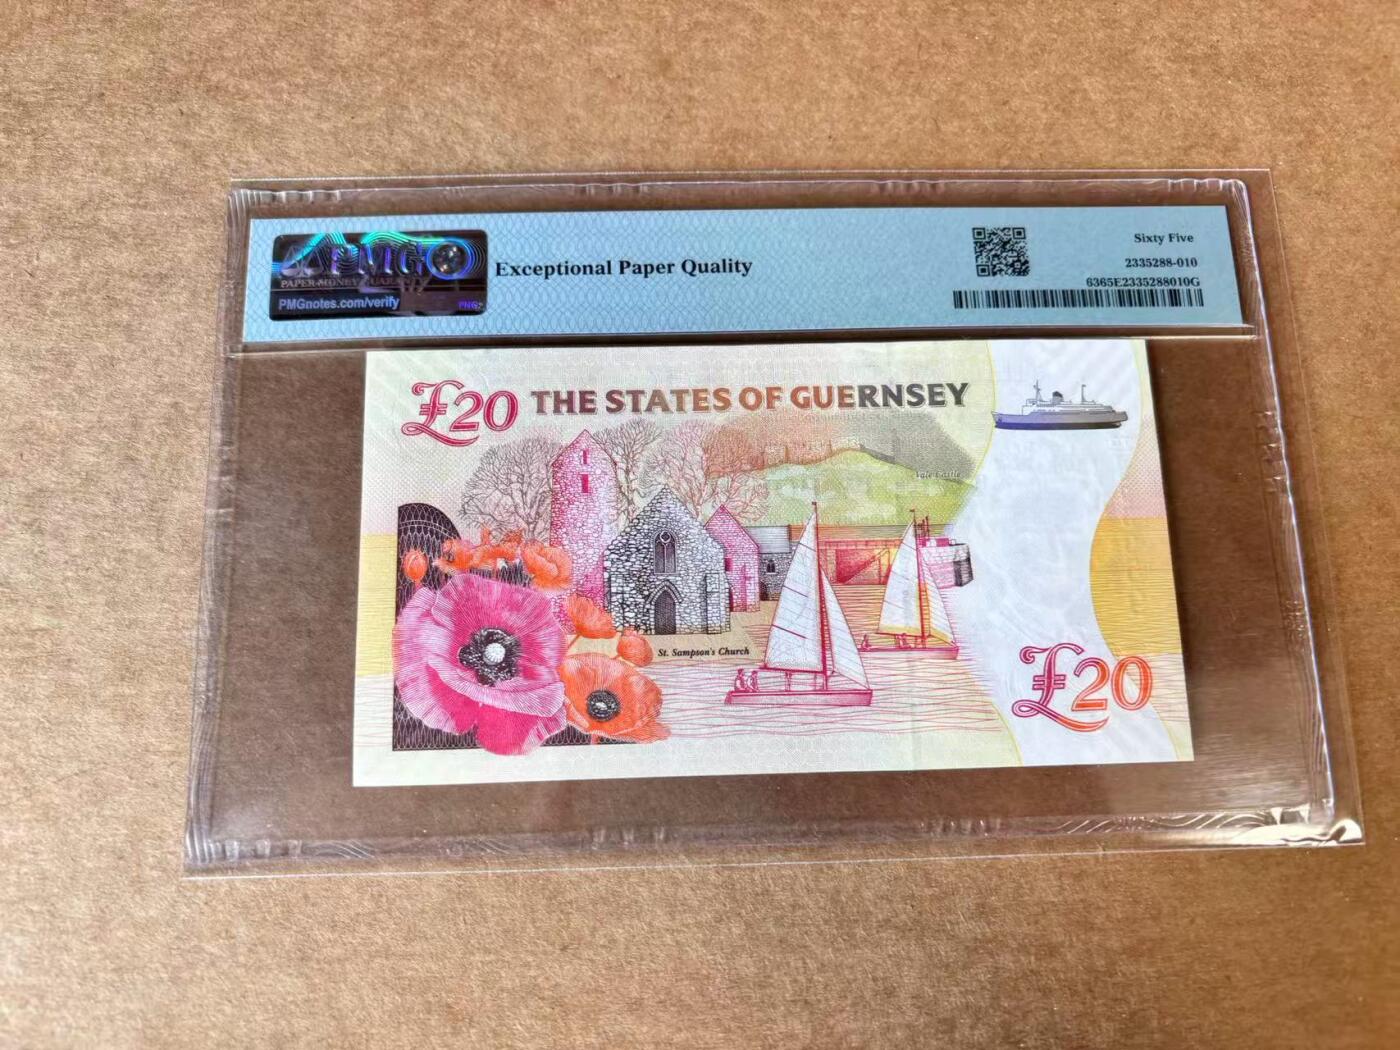 PMG
PAPER MONEY GUARANTY
PMGnotes.com/verify
PMG
Exceptional Paper Quality
Sixty Five
2335288-010
6365E2335288010G
£20 THE STATES OF GUERNSEY
Vale Castle
St. Sampson's Church
£20